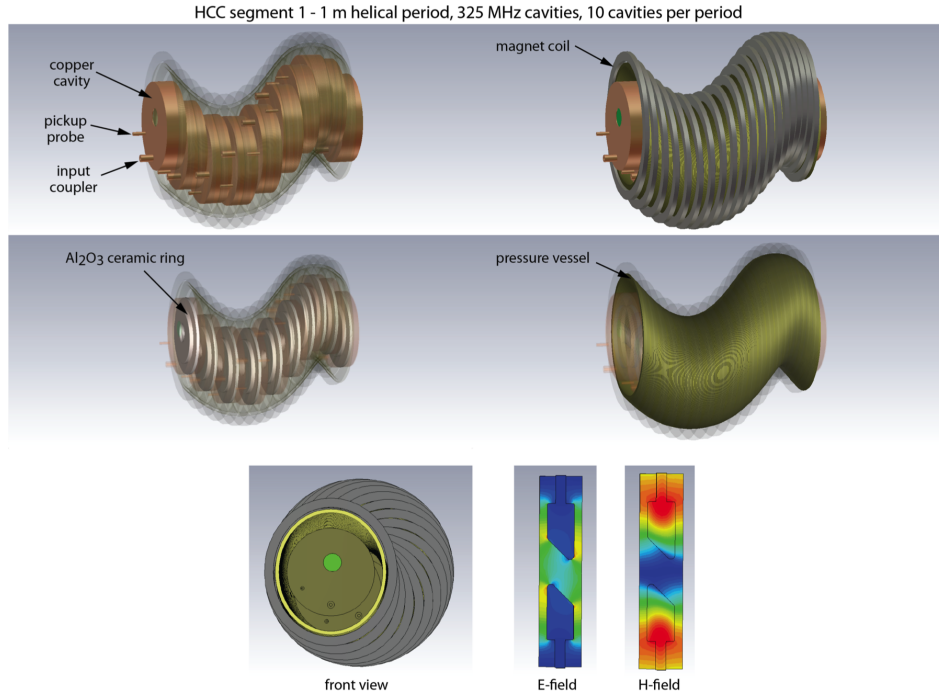 HCC segment 1 - 1 m helical period, 325 MHz cavities, 10 cavities per period
copper
cavity
pickup
probe
input
coupler
magnet coil
Al₂O₃ ceramic ring
pressure vessel
front view
E-field
H-field